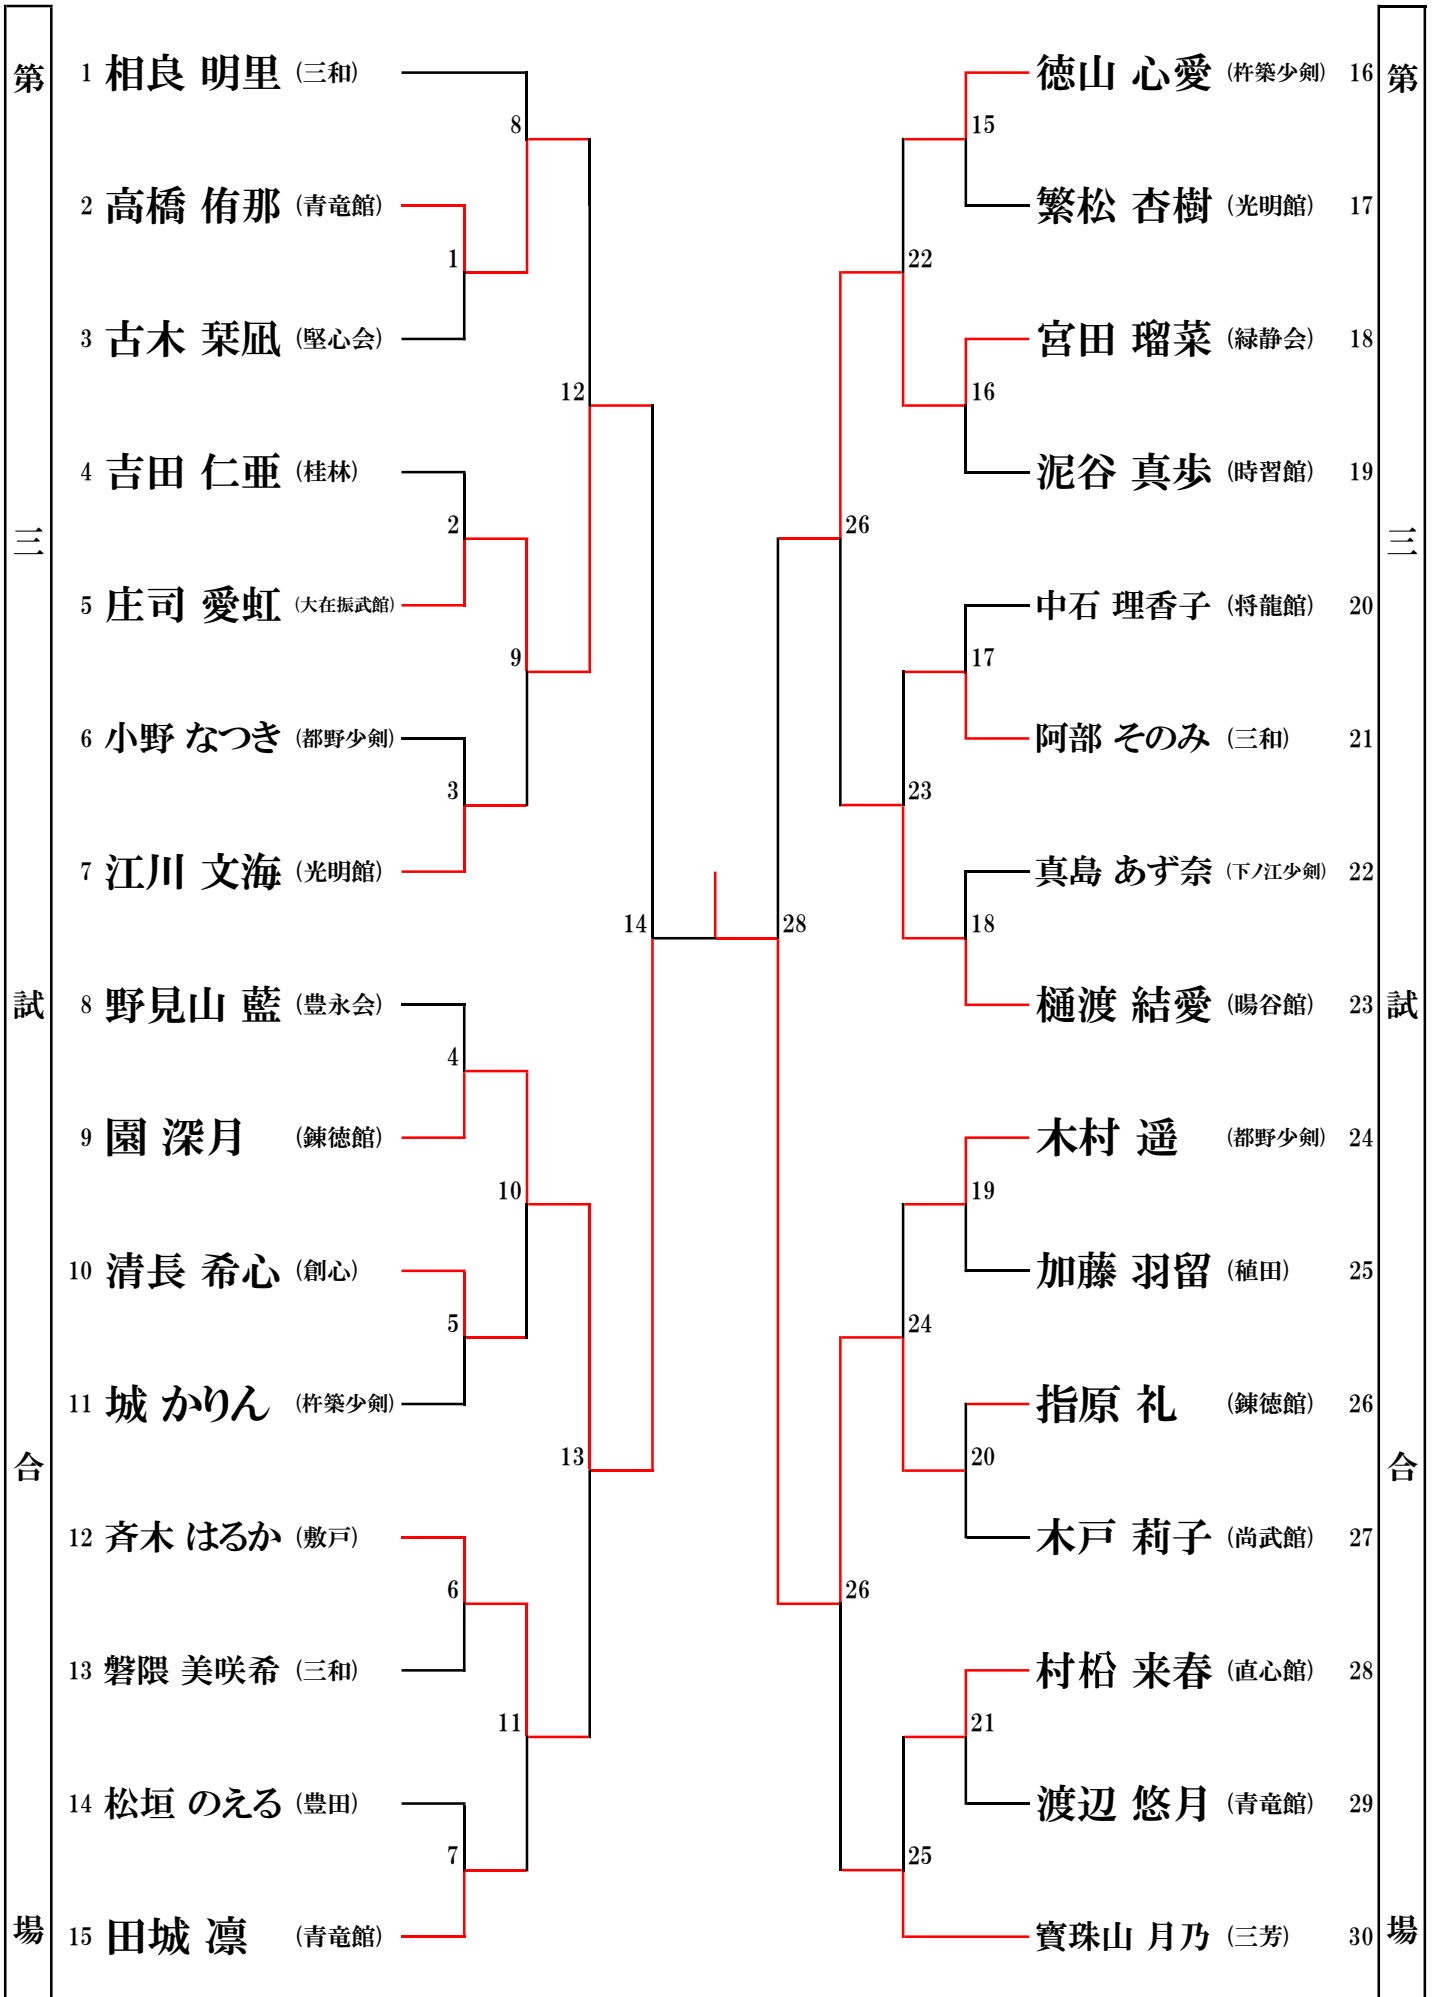 第三試合場
1 相良 明里 (三和)
2 高橋 侑那 (青竜館)
3 古木 栞凪 (堅心会)
4 吉田 仁亜 (桂林)
5 庄司 愛虹 (大在振武館)
6 小野 なつき (都野少剣)
7 江川 文海 (光明館)
8 野見山 藍 (豊永会)
9 園 深月 (錬徳館)
10 清長 希心 (創心)
11 城 かりん (杵築少剣)
12 斉木 はるか (敷戸)
13 磐隈 美咲希 (三和)
14 松垣 のえる (豊田)
15 田城 凛 (青竜館)
8
1
12
2
9
3
14
4
10
5
13
6
11
7
28
15
22
16
26
17
23
18
19
24
20
26
21
25
徳山 心愛 (杵築少剣) 16
繁松 杏樹 (光明館) 17
宮田 瑠菜 (緑静会) 18
泥谷 真歩 (時習館) 19
中石 理香子 (将龍館) 20
阿部 そのみ (三和) 21
真島 あず奈 (下ノ江少剣) 22
樋渡 結愛 (暘谷館) 23
木村 遥 (都野少剣) 24
加藤 羽留 (稙田) 25
指原 礼 (錬徳館) 26
木戸 莉子 (尚武館) 27
村枩 来春 (直心館) 28
渡辺 悠月 (青竜館) 29
寳珠山 月乃 (三芳) 30
第三試合場